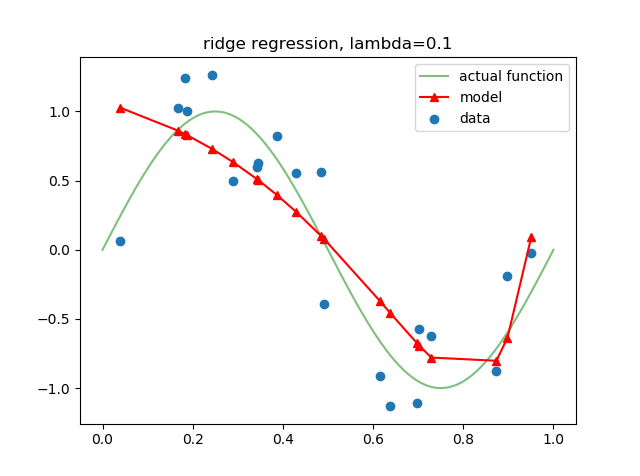 ridge regression, lambda=0.1
actual function
model
data
1.0
0.5
0.0
−0.5
−1.0
0.0 0.2 0.4 0.6 0.8 1.0